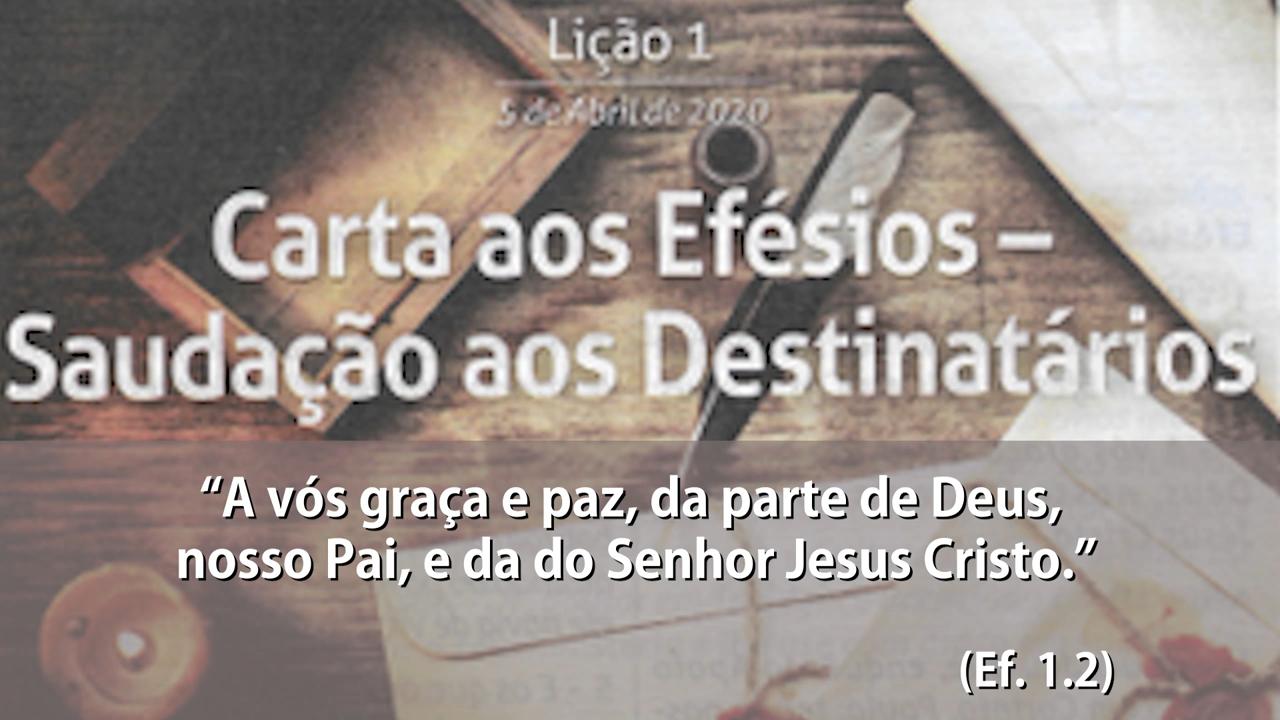 Lição 1
5 de Abril de 2020
Carta aos Efésios –
Saudação aos Destinatários
“A vós graça e paz, da parte de Deus,
nosso Pai, e da do Senhor Jesus Cristo.”
(Ef. 1.2)